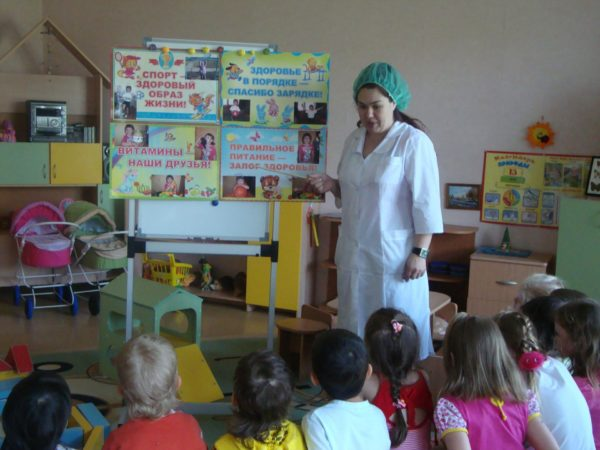 СПОРТ –
ЗДОРОВЫЙ
ОБРАЗ
ЖИЗНИ!
ЗДОРОВЬЕ
В ПОРЯДКЕ –
СПАСИБО ЗАРЯДКЕ!
ВИТАМИНЫ
НАШИ ДРУЗЬЯ!
ПРАВИЛЬНОЕ
ПИТАНИЕ –
ЗАЛОГ ЗДОРОВЬЯ!